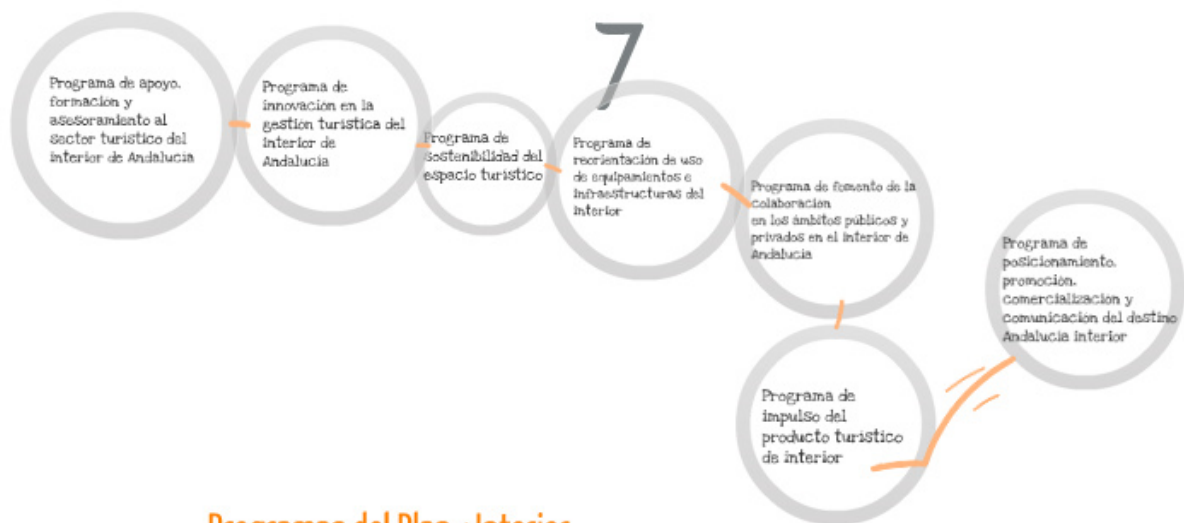 7
Programa de apoyo,
formación y
asesoramiento al
sector turístico del
interior de Andalucía
Programa de
innovación en la
gestión turística del
interior de
Andalucía
Programa de
sostenibilidad del
espacio turístico
Programa de
reorientación de uso
de equipamientos e
infraestructuras del
interior
Programa de fomento de la
colaboración
en los ámbitos públicos y
privados en el interior de
Andalucía
Programa de
impulso del
producto turístico
de interior
Programa de
posicionamiento,
promoción,
comercialización y
comunicación del destino
Andalucía interior
Programas del Plan